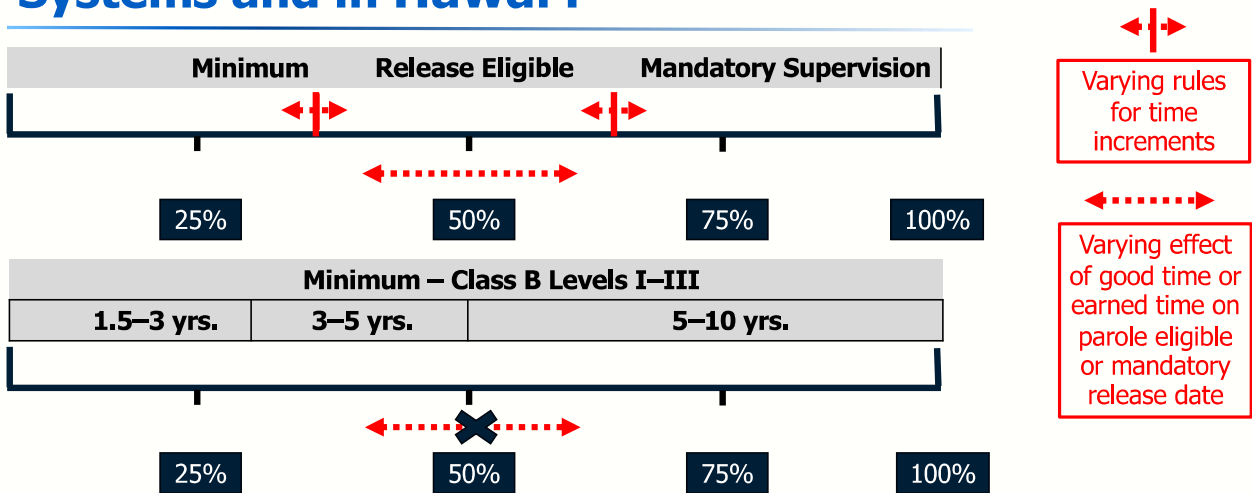 Systems and in Hawai'i
Minimum
Release Eligible
Mandatory Supervision
25%
50%
75%
100%
Minimum – Class B Levels I–III
1.5–3 yrs.
3–5 yrs.
5–10 yrs.
25%
50%
75%
100%
Varying rules
for time
increments
Varying effect
of good time or
earned time on
parole eligible
or mandatory
release date